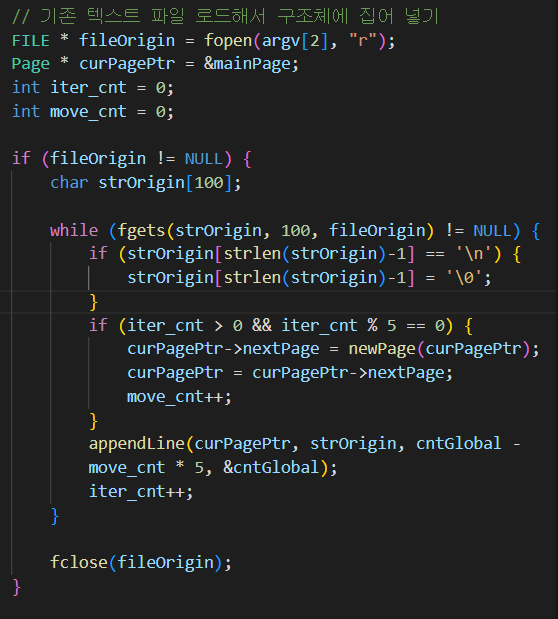 // 기존 텍스트 파일 로드해서 구조체에 집어 넣기
FILE * fileOrigin = fopen(argv[2], "r");
Page * curPagePtr = &mainPage;
int iter_cnt = 0;
int move_cnt = 0;

if (fileOrigin != NULL) {
    char strOrigin[100];

    while (fgets(strOrigin, 100, fileOrigin) != NULL) {
        if (strOrigin[strlen(strOrigin)-1] == '\n') {
            strOrigin[strlen(strOrigin)-1] = '\0';
        }
        if (iter_cnt > 0 && iter_cnt % 5 == 0) {
            curPagePtr->nextPage = newPage(curPagePtr);
            curPagePtr = curPagePtr->nextPage;
            move_cnt++;
        }
        appendLine(curPagePtr, strOrigin, cntGlobal -
        move_cnt * 5, &cntGlobal);
        iter_cnt++;
    }

    fclose(fileOrigin);
}